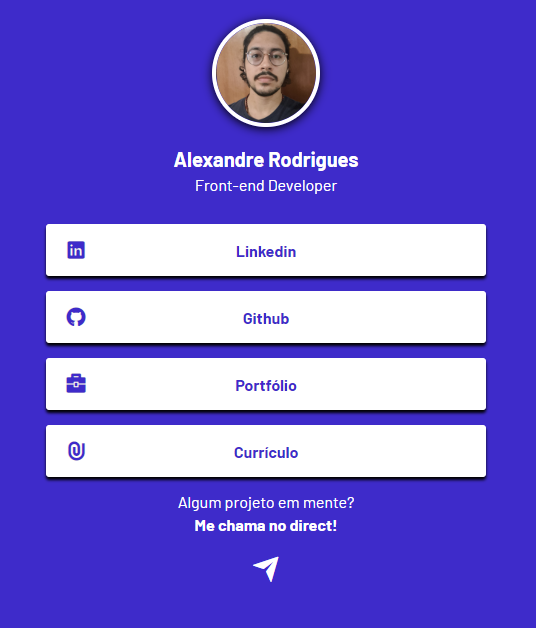 Alexandre Rodrigues
Front-end Developer
Linkedin
Github
Portfólio
Currículo
Algum projeto em mente?
Me chama no direct!